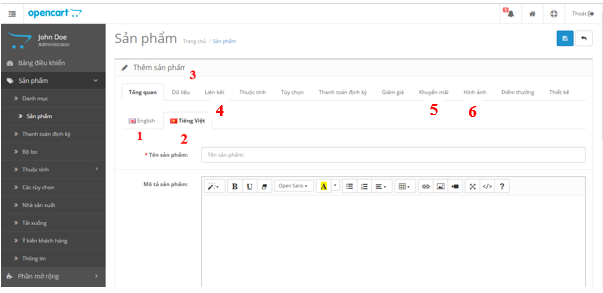 opencart
1
Thoát
John Doe
Administrator
Sản phẩm
Trang chủ / Sản phẩm
Bảng điều khiển
Sản phẩm
Danh mục
Sản phẩm
Thanh toán định kỳ
Bộ lọc
Thuộc tính
Các tùy chọn
Nhà sản xuất
Tải xuống
Ý kiến khách hàng
Thông tin
Phần mở rộng
Thêm sản phẩm
3
Tổng quan Dữ liệu Liên kết Thuộc tính Tùy chọn Thanh toán định kỳ Giảm giá Khuyến mãi Hình ảnh Điểm thưởng Thiết kế
4 5 6
English Tiếng Việt
1 2
* Tên sản phẩm: Tên sản phẩm:
Mô tả sản phẩm:
B U Open Sans A </> ?